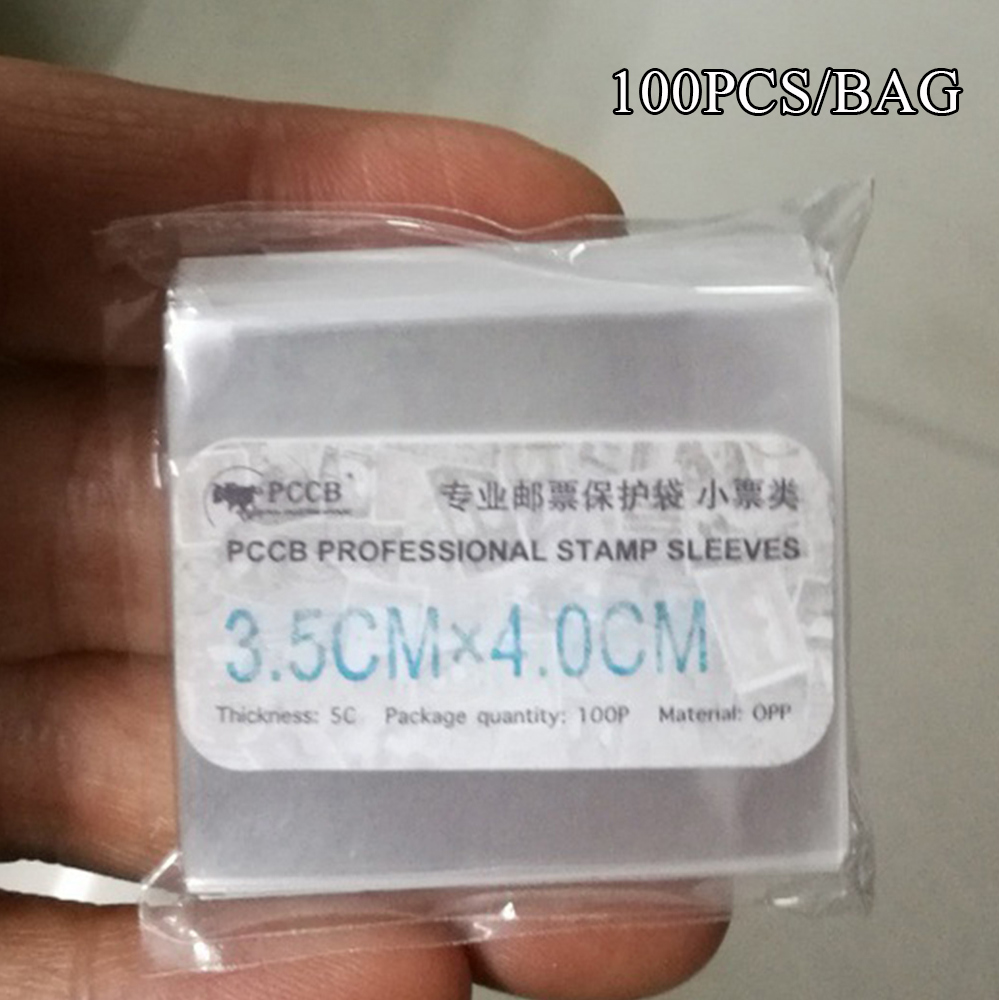 100PCS/BAG
PCCB 专业邮票保护袋 小票类
PCCB PROFESSIONAL STAMP SLEEVES
3.5CM×4.0CM
Thickness: 5C Package quantity: 100P Material: OPP